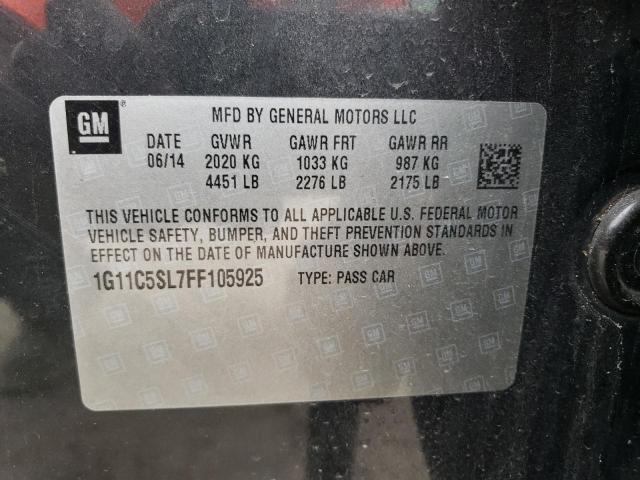 GM
MFD BY GENERAL MOTORS LLC
DATE GVWR GAWR FRT GAWR RR
06/14 2020 KG 1033 KG 987 KG
4451 LB 2276 LB 2175 LB
THIS VEHICLE CONFORMS TO ALL APPLICABLE U.S. FEDERAL MOTOR
VEHICLE SAFETY, BUMPER, AND THEFT PREVENTION STANDARDS
IN EFFECT ON THE DATE OF MANUFACTURE SHOWN ABOVE.
1G11C5SL7FF105925 TYPE: PASS CAR